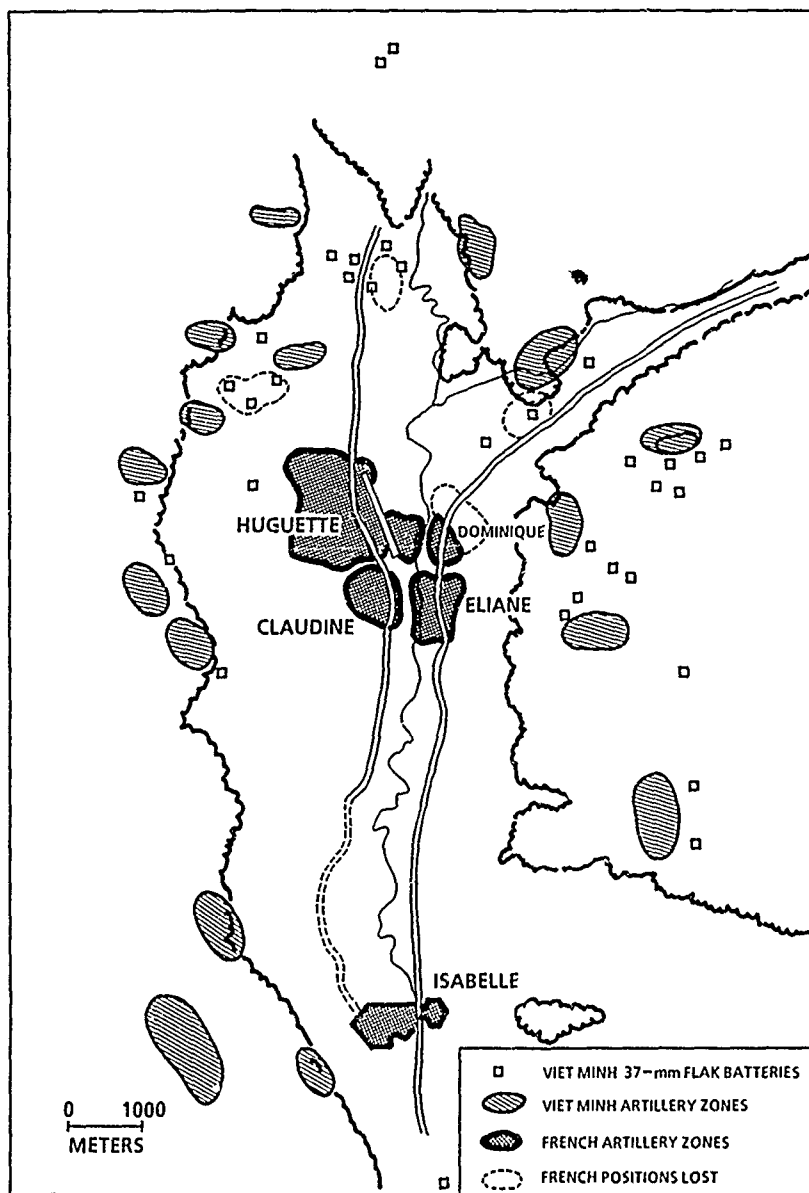 HUGUETTE
DOMINIQUE
CLAUDINE
ELIANE
ISABELLE
0 1000
METERS
VIET MINH 37-mm FLAK BATTERIES
VIET MINH ARTILLERY ZONES
FRENCH ARTILLERY ZONES
FRENCH POSITIONS LOST